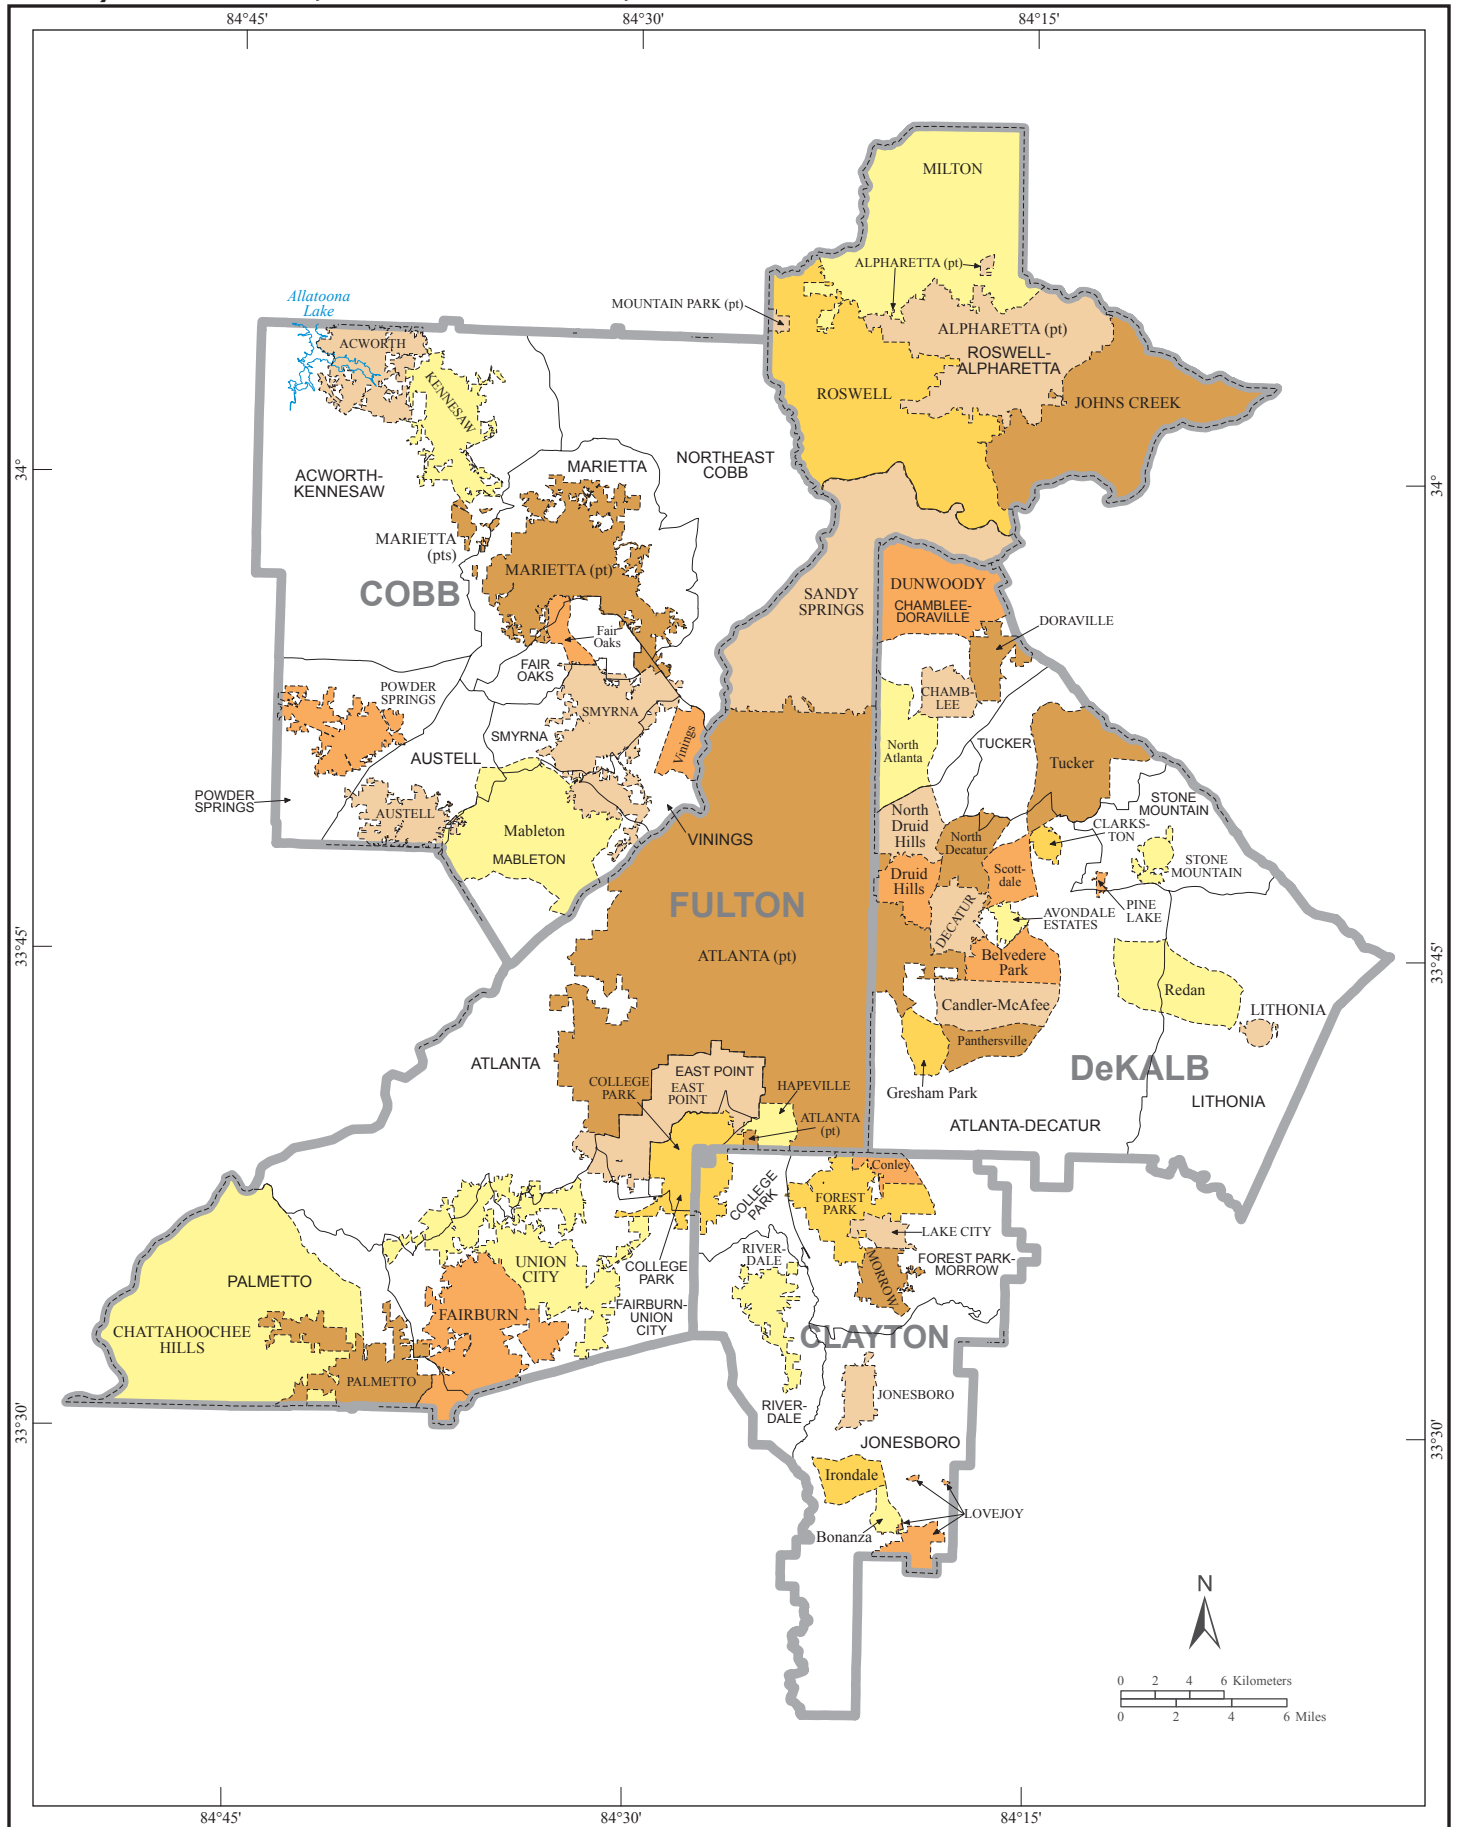 84°45'
84°30'
84°15'
MILTON
ALPHARETTA (pt)
Allatoona
Lake
MOUNTAIN PARK (pt)
ACWORTH
ALPHARETTA (pt)
ROSWELL-
ALPHARETTA
KENNESAW
ROSWELL
JOHNS CREEK
34°
34°
MARIETTA
NORTHEAST
COBB
ACWORTH-
KENNESAW
MARIETTA
(pts)
MARIETTA (pt)
COBB
SANDY
SPRINGS
DUNWOODY
CHAMBLEE-
DORAVILLE
DORAVILLE
Fair
Oaks
FAIR
OAKS
POWDER
SPRINGS
CHAMB-
LEE
SMYRNA
SMYRNA
Vinings
AUSTELL
North
Atlanta
TUCKER
Tucker
POWDER
SPRINGS
AUSTELL
STONE
MOUNTAIN
CLARKS-
TON
North
Druid
Hills
North
Decatur
Mableton
MABLETON
VININGS
STONE
MOUNTAIN
Druid
Hills
Scott-
dale
FULTON
DECATUR
PINE
LAKE
AVONDALE
ESTATES
33°45'
33°45'
ATLANTA (pt)
Belvedere
Park
Redan
Candler-McAfee
LITHONIA
Panthersville
ATLANTA
EAST POINT
EAST
POINT
COLLEGE
PARK
HAPEVILLE
DeKALB
Gresham Park
LITHONIA
ATLANTA
(pt)
ATLANTA-DECATUR
Conley
COLLEGE
PARK
FOREST
PARK
LAKE CITY
RIVER-
DALE
FOREST PARK-
MORROW
MORROW
UNION
CITY
COLLEGE
PARK
PALMETTO
FAIRBURN
FAIRBURN-
UNION
CITY
CHATTAHOOCHEE
HILLS
CLAYTON
PALMETTO
JONESBORO
RIVER-
DALE
33°30'
33°30'
JONESBORO
Irondale
LOVEJOY
Bonanza
N
0 2 4 6 Kilometers
0 2 4 6 Miles
84°45'
84°30'
84°15'